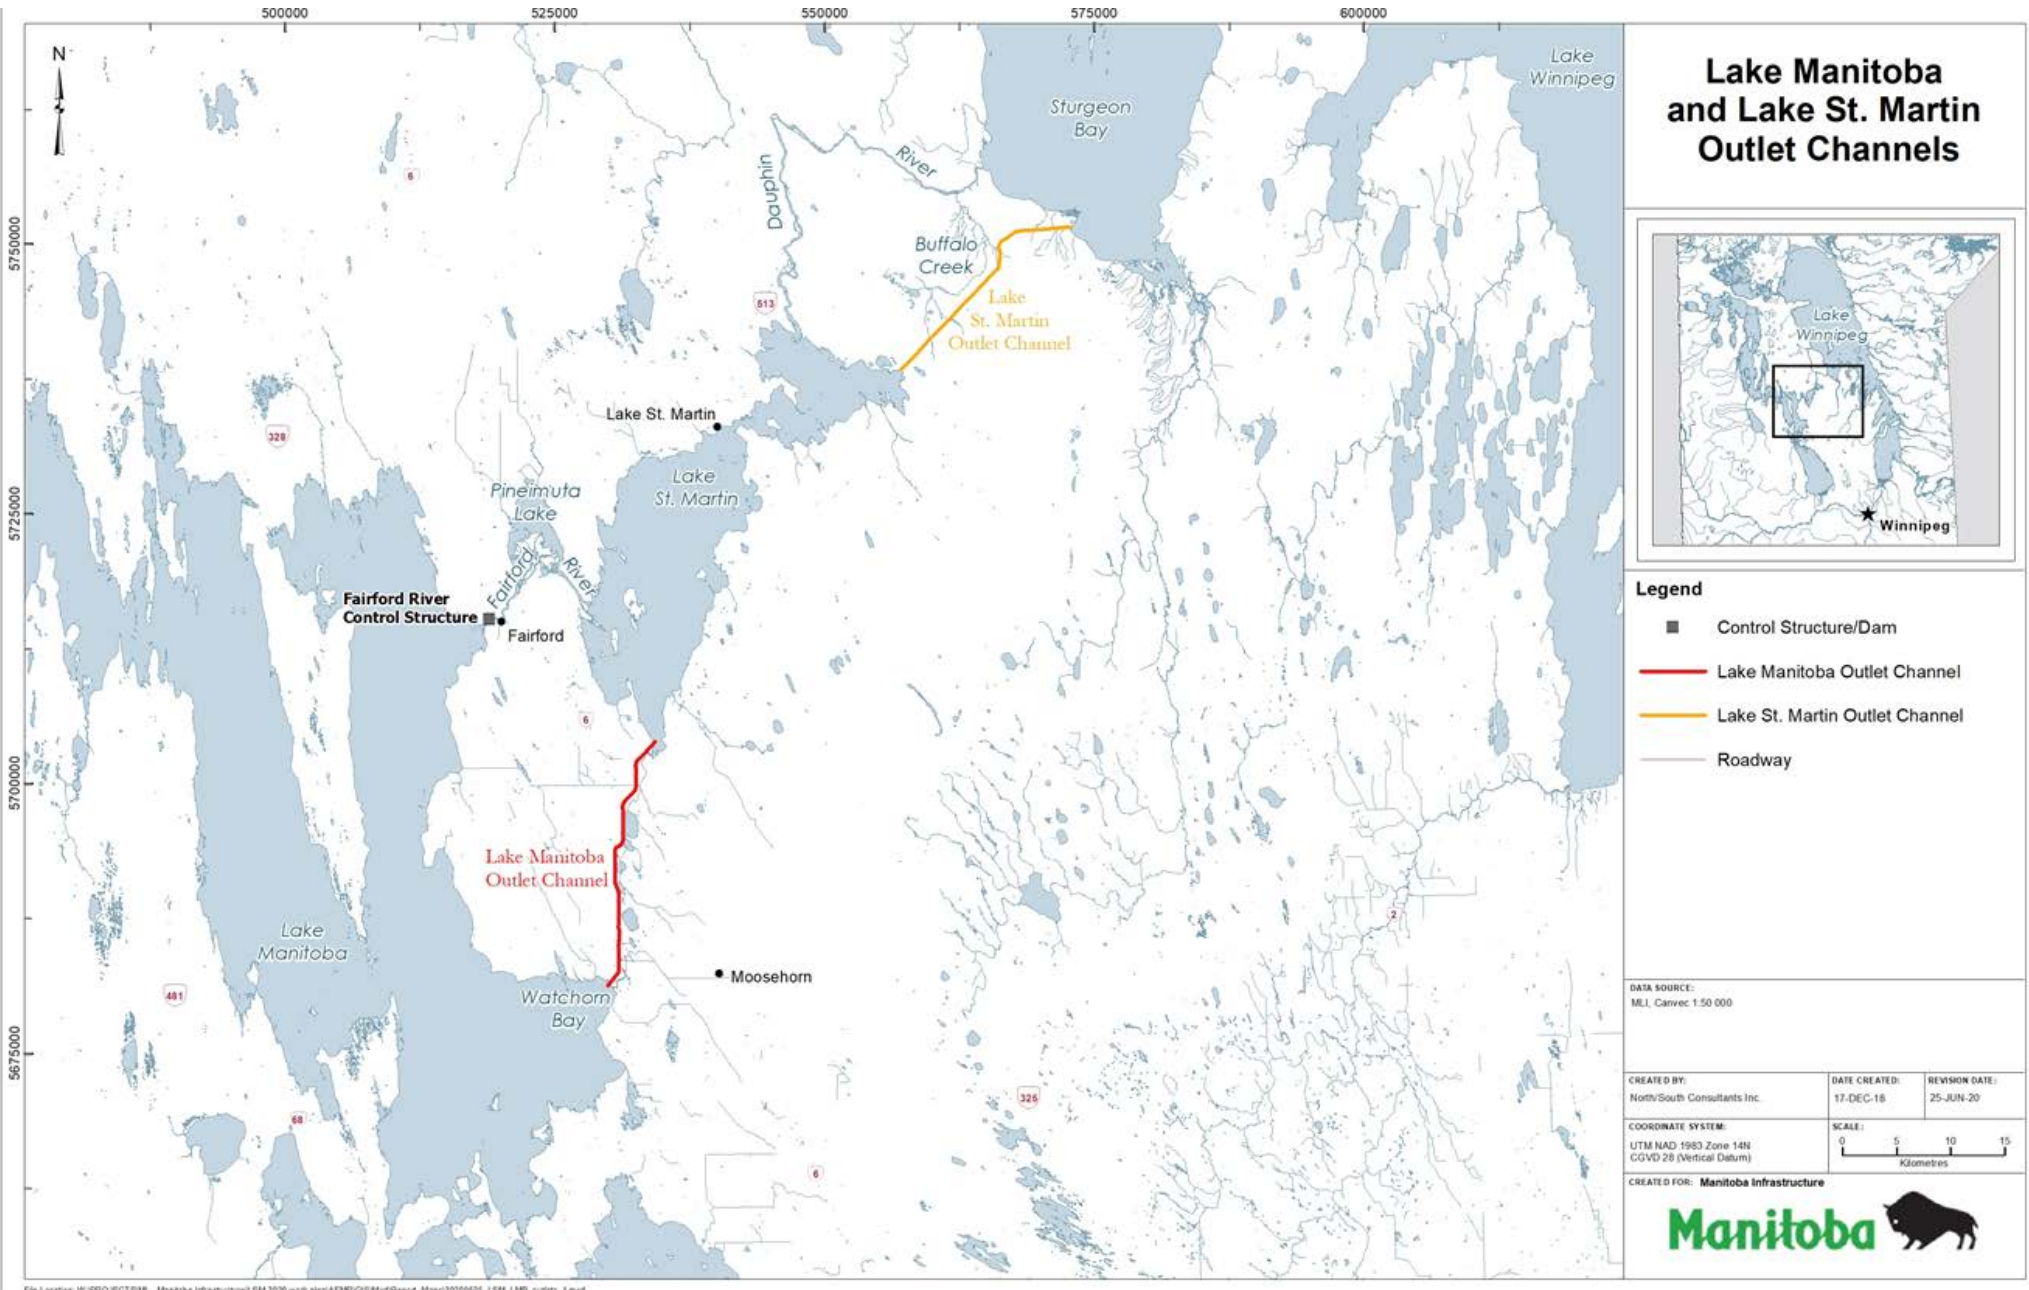 500000
525000
550000
575000
600000
N
5750000
5725000
5700000
5675000
Lake
Winnipeg
Sturgeon
Bay
River
Dauphin
6
Buffalo
Creek
513
Lake
St. Martin
Outlet Channel
Lake St. Martin
328
Lake
St. Martin
Pineimuta
Lake
Fairford
River
Fairford River
Control Structure
Fairford
6
Lake Manitoba
Outlet Channel
2
Lake
Manitoba
Moosehorn
481
Watchorn
Bay
325
68
6
Lake Manitoba
and Lake St. Martin
Outlet Channels
Lake
Winnipeg
Winnipeg
Legend
Control Structure/Dam
Lake Manitoba Outlet Channel
Lake St. Martin Outlet Channel
Roadway
DATA SOURCE:
MLI, Canvec 1:50 000
CREATED BY:
North/South Consultants Inc.
DATE CREATED:
17-DEC-18
REVISION DATE:
25-JUN-20
COORDINATE SYSTEM:
UTM NAD 1983 Zone 14N
CGVD 28 (Vertical Datum)
SCALE:
0 5 10 15
Kilometres
CREATED FOR: Manitoba Infrastructure
Manitoba